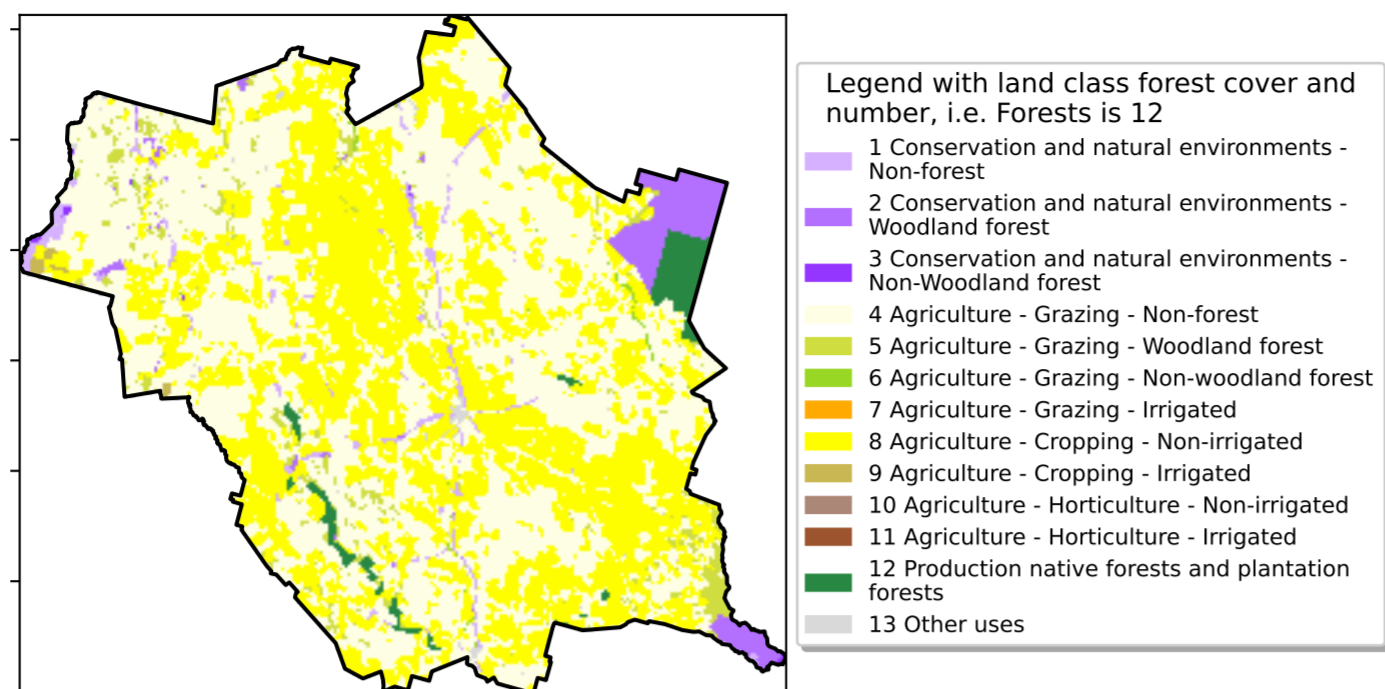 Legend with land class forest cover and
number, i.e. Forests is 12
1 Conservation and natural environments -
Non-forest
2 Conservation and natural environments -
Woodland forest
3 Conservation and natural environments -
Non-Woodland forest
4 Agriculture - Grazing - Non-forest
5 Agriculture - Grazing - Woodland forest
6 Agriculture - Grazing - Non-woodland forest
7 Agriculture - Grazing - Irrigated
8 Agriculture - Cropping - Non-irrigated
9 Agriculture - Cropping - Irrigated
10 Agriculture - Horticulture - Non-irrigated
11 Agriculture - Horticulture - Irrigated
12 Production native forests and plantation
forests
13 Other uses